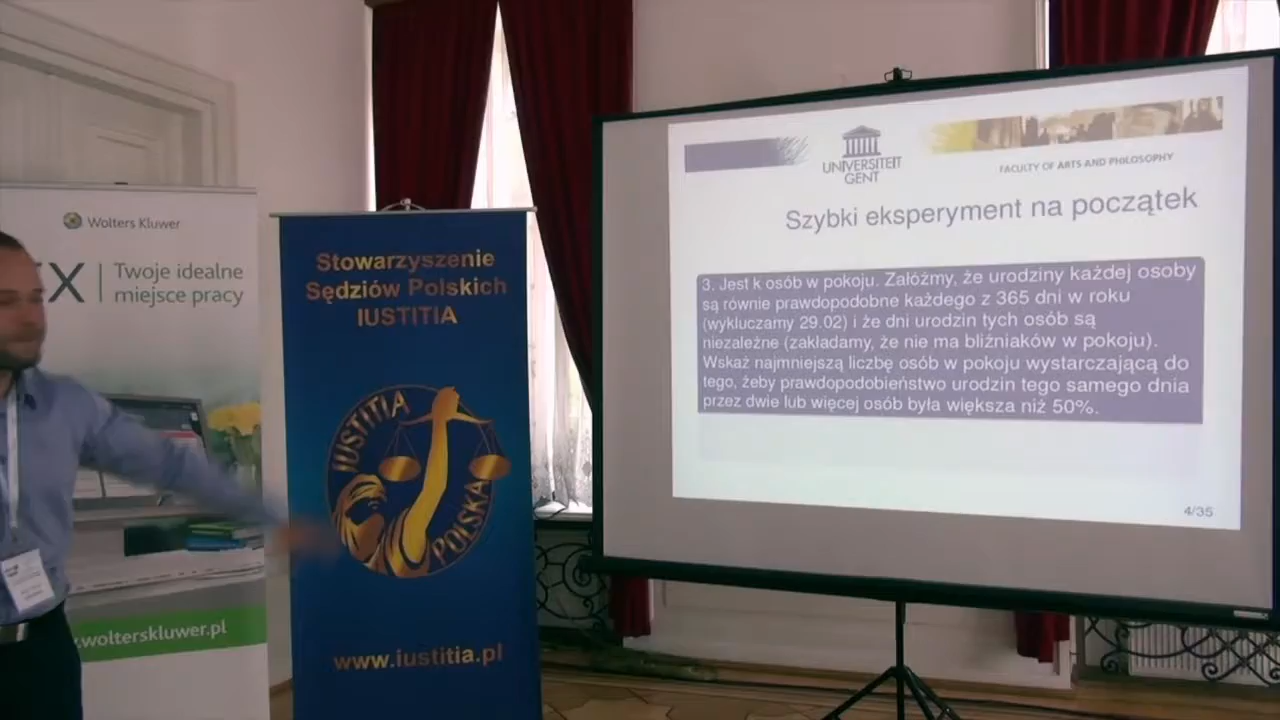 Wolters Kluwer
EX | Twoje idealne
miejsce pracy
.wolterskluwer.pl
Stowarzyszenie
Sędziów Polskich
IUSTITIA
IUSTITIA
POLSKA
www.iustitia.pl
UNIVERSITEIT
GENT
FACULTY OF ARTS AND PHILOSOPHY
Szybki eksperyment na początek
3. Jest k osób w pokoju. Załóżmy, że urodziny każdej osoby
są równie prawdopodobne każdego z 365 dni w roku
(wykluczamy 29.02) i że dni urodzin tych osób są
niezależne (zakładamy, że nie ma bliźniaków w pokoju).
Wskaż najmniejszą liczbę osób w pokoju wystarczającą do
tego, żeby prawdopodobieństwo urodzin tego samego dnia
przez dwie lub więcej osób była większa niż 50%.
4/35